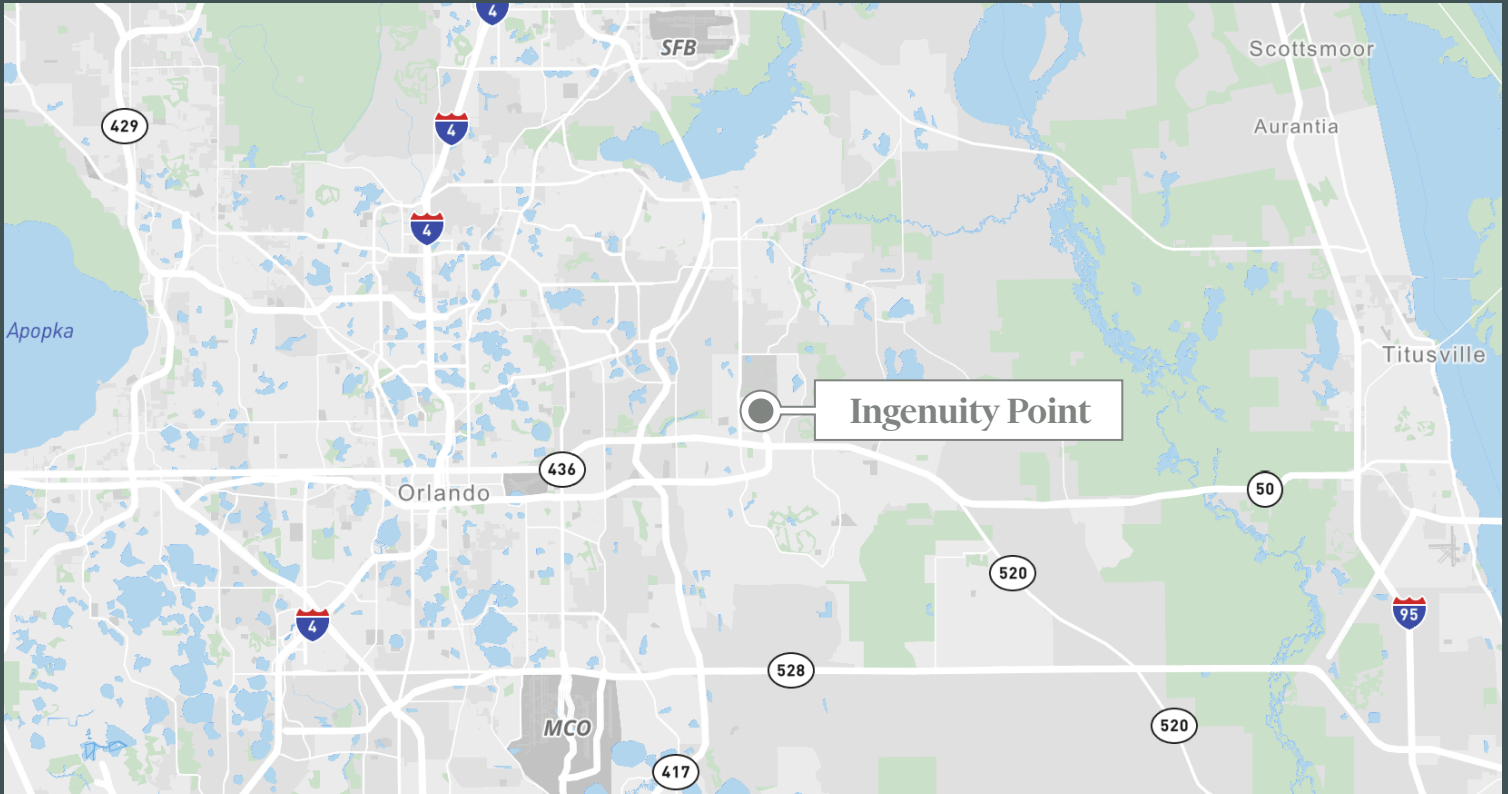 4
SFB
Scottsmoor
429
4
Aurantia
4
Apopka
Titusville
Ingenuity Point
436
Orlando
50
520
4
95
528
520
MCO
417